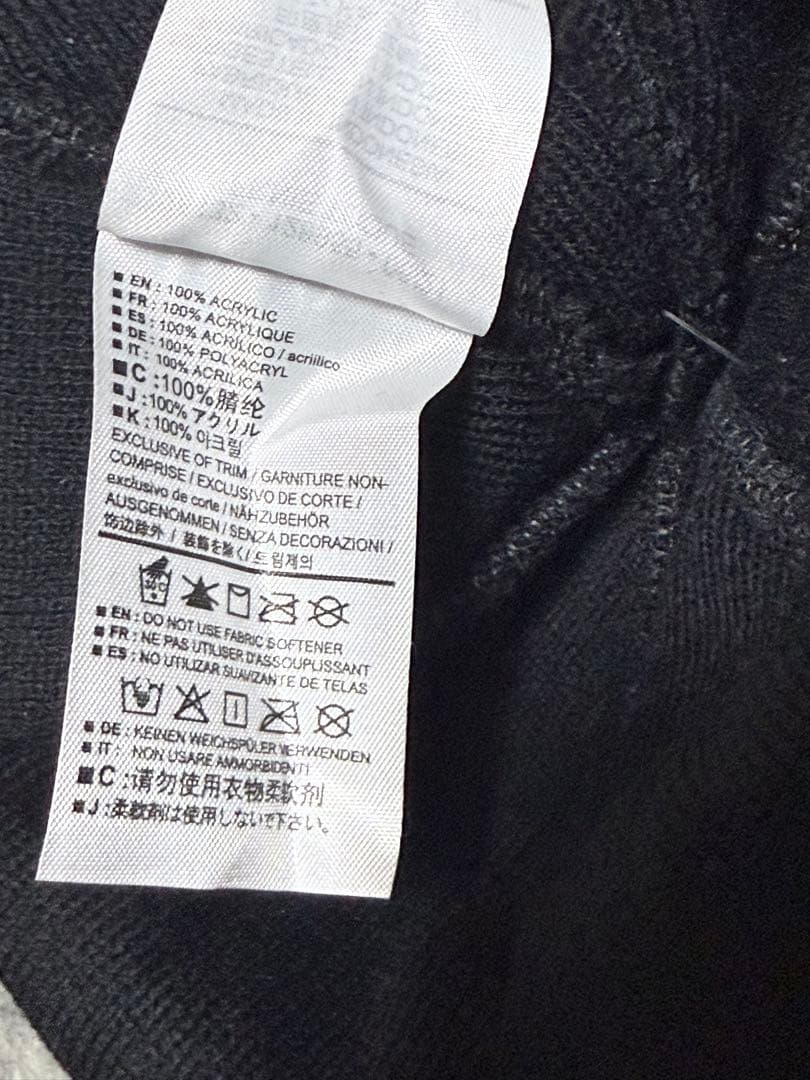 ■ EN : 100% ACRYLIC
■ FR : 100% ACRYLIQUE
■ ES : 100% ACRÍLICO / acriilico
■ DE : 100% POLYACRYL
■ IT : 100% ACRILICA
■ C : 100%腈纶
■ J : 100% アクリル
■ K : 100% 아크릴
EXCLUSIVE OF TRIM / GARNITURE NON-
COMPRISE / EXCLUSIVO DE CORTE /
exclusivo de corte / NÄHZUBEHÖR
AUSGENOMMEN / SENZA DECORAZIONI /
饰边除外 / 装飾を除く/ 트림제외
■ EN : DO NOT USE FABRIC SOFTENER
■ FR : NE PAS UTILISER D'ASSOUPLISSANT
■ ES : NO UTILIZAR SUAVIZANTE DE TELAS
■ DE : KEINEN WEICHSPÜLER VERWENDEN
■ IT : NON USARE AMMORBIDENTI
■ C : 请勿使用衣物柔软剂
■ J : 柔軟剤は使用しないで下さい。